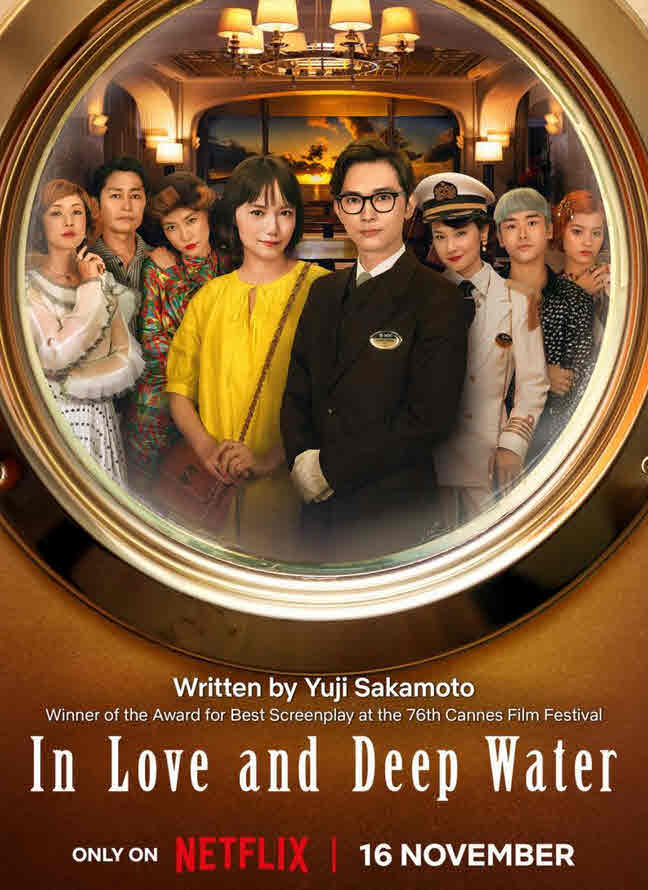 Written by Yuji Sakamoto
Winner of the Award for Best Screenplay at the 76th Cannes Film Festival
In Love and Deep Water
ONLY ON NETFLIX | 16 NOVEMBER